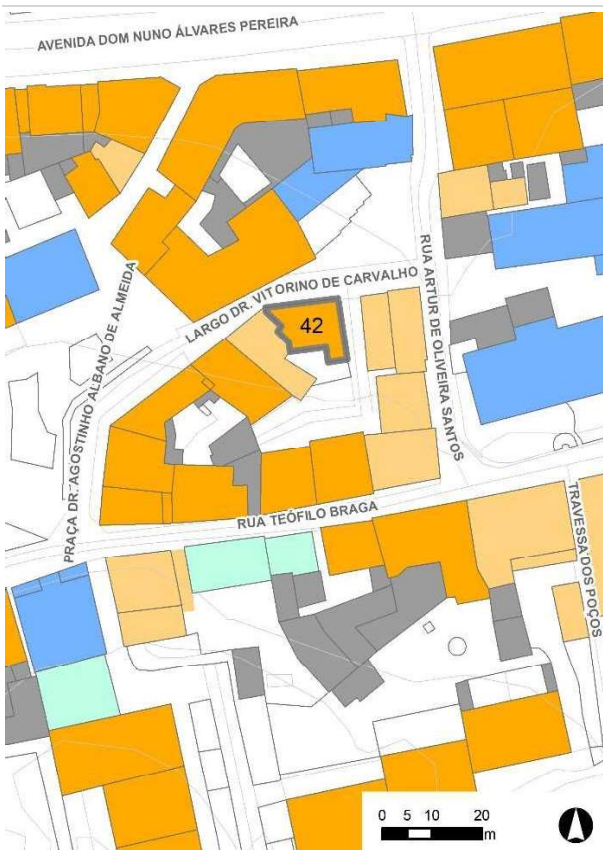 AVENIDA DOM NUNO ÁLVARES PEREIRA
LARGO DR. VITORINO DE CARVALHO
RUA ARTUR DE OLIVEIRA SANTOS
42
PRAÇA DR. AGOSTINHO ALBANO DE ALMEIDA
RUA TEÓFILO BRAGA
TRAVESSA DOS POÇOS
0 5 10 20
m